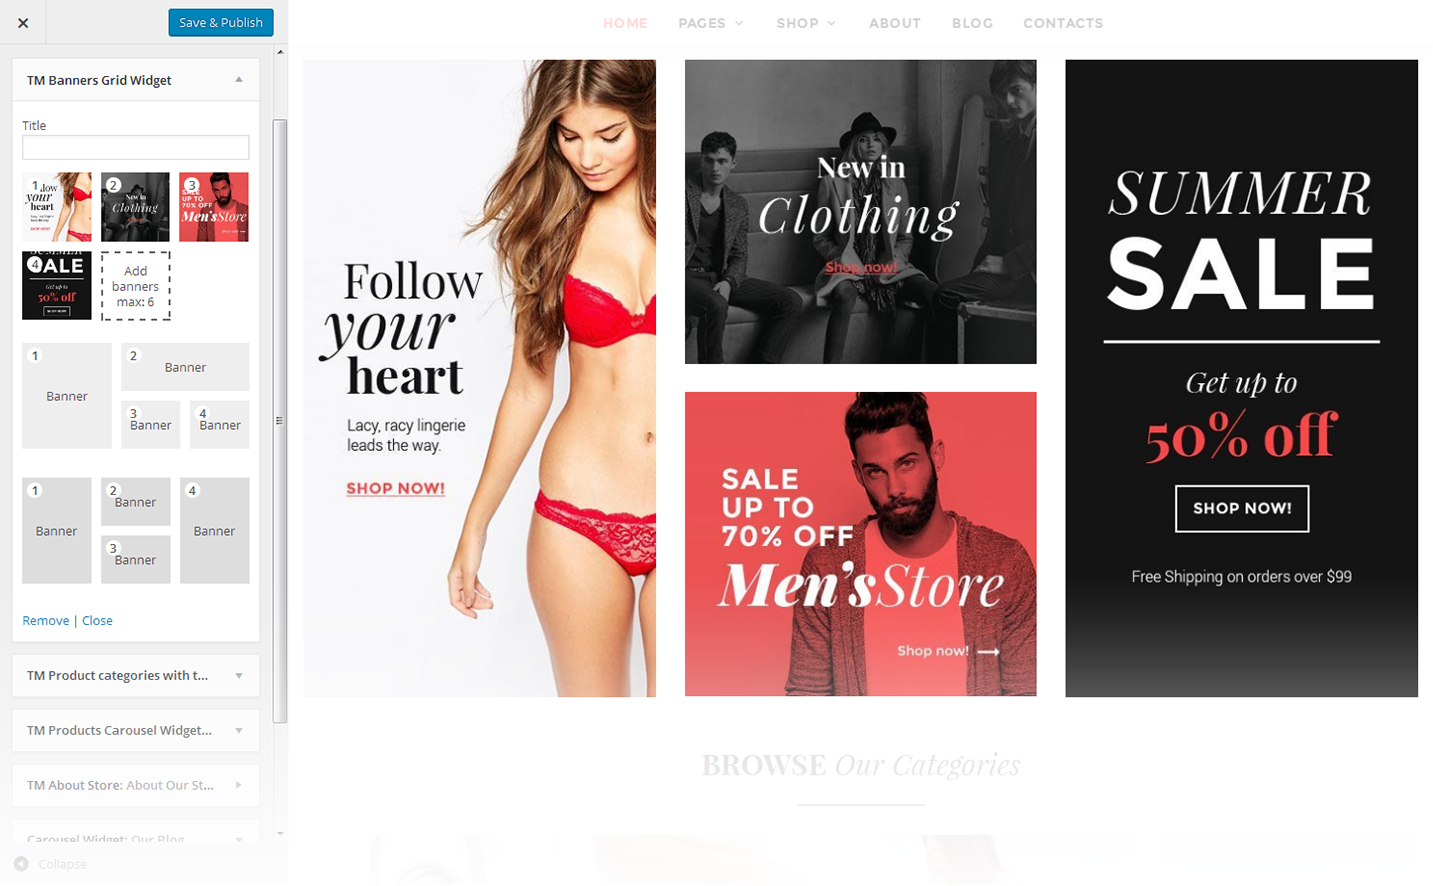 Save & Publish
HOME PAGES SHOP ABOUT BLOG CONTACTS
TM Banners Grid Widget
Title
1
your
heart
2
New in
Clothing
3
UP TO
70% OFF
Men'sStore
4
SALE
Get up to
50% off
SHOP NOW!
Add
banners
max: 6
1
Banner
2
Banner
3
Banner
4
Banner
1
Banner
2
Banner
3
Banner
4
Banner
Remove | Close
TM Product categories with t...
TM Products Carousel Widget...
TM About Store: About Our St...
Carousel Widget: Our Blog
Collapse
Follow
your
heart
Lacy, racy lingerie
leads the way.
SHOP NOW!
New in
Clothing
Shop now!
SALE
UP TO
70% OFF
Men'sStore
Shop now!
SUMMER
SALE
Get up to
50% off
SHOP NOW!
Free Shipping on orders over $99
BROWSE Our Categories